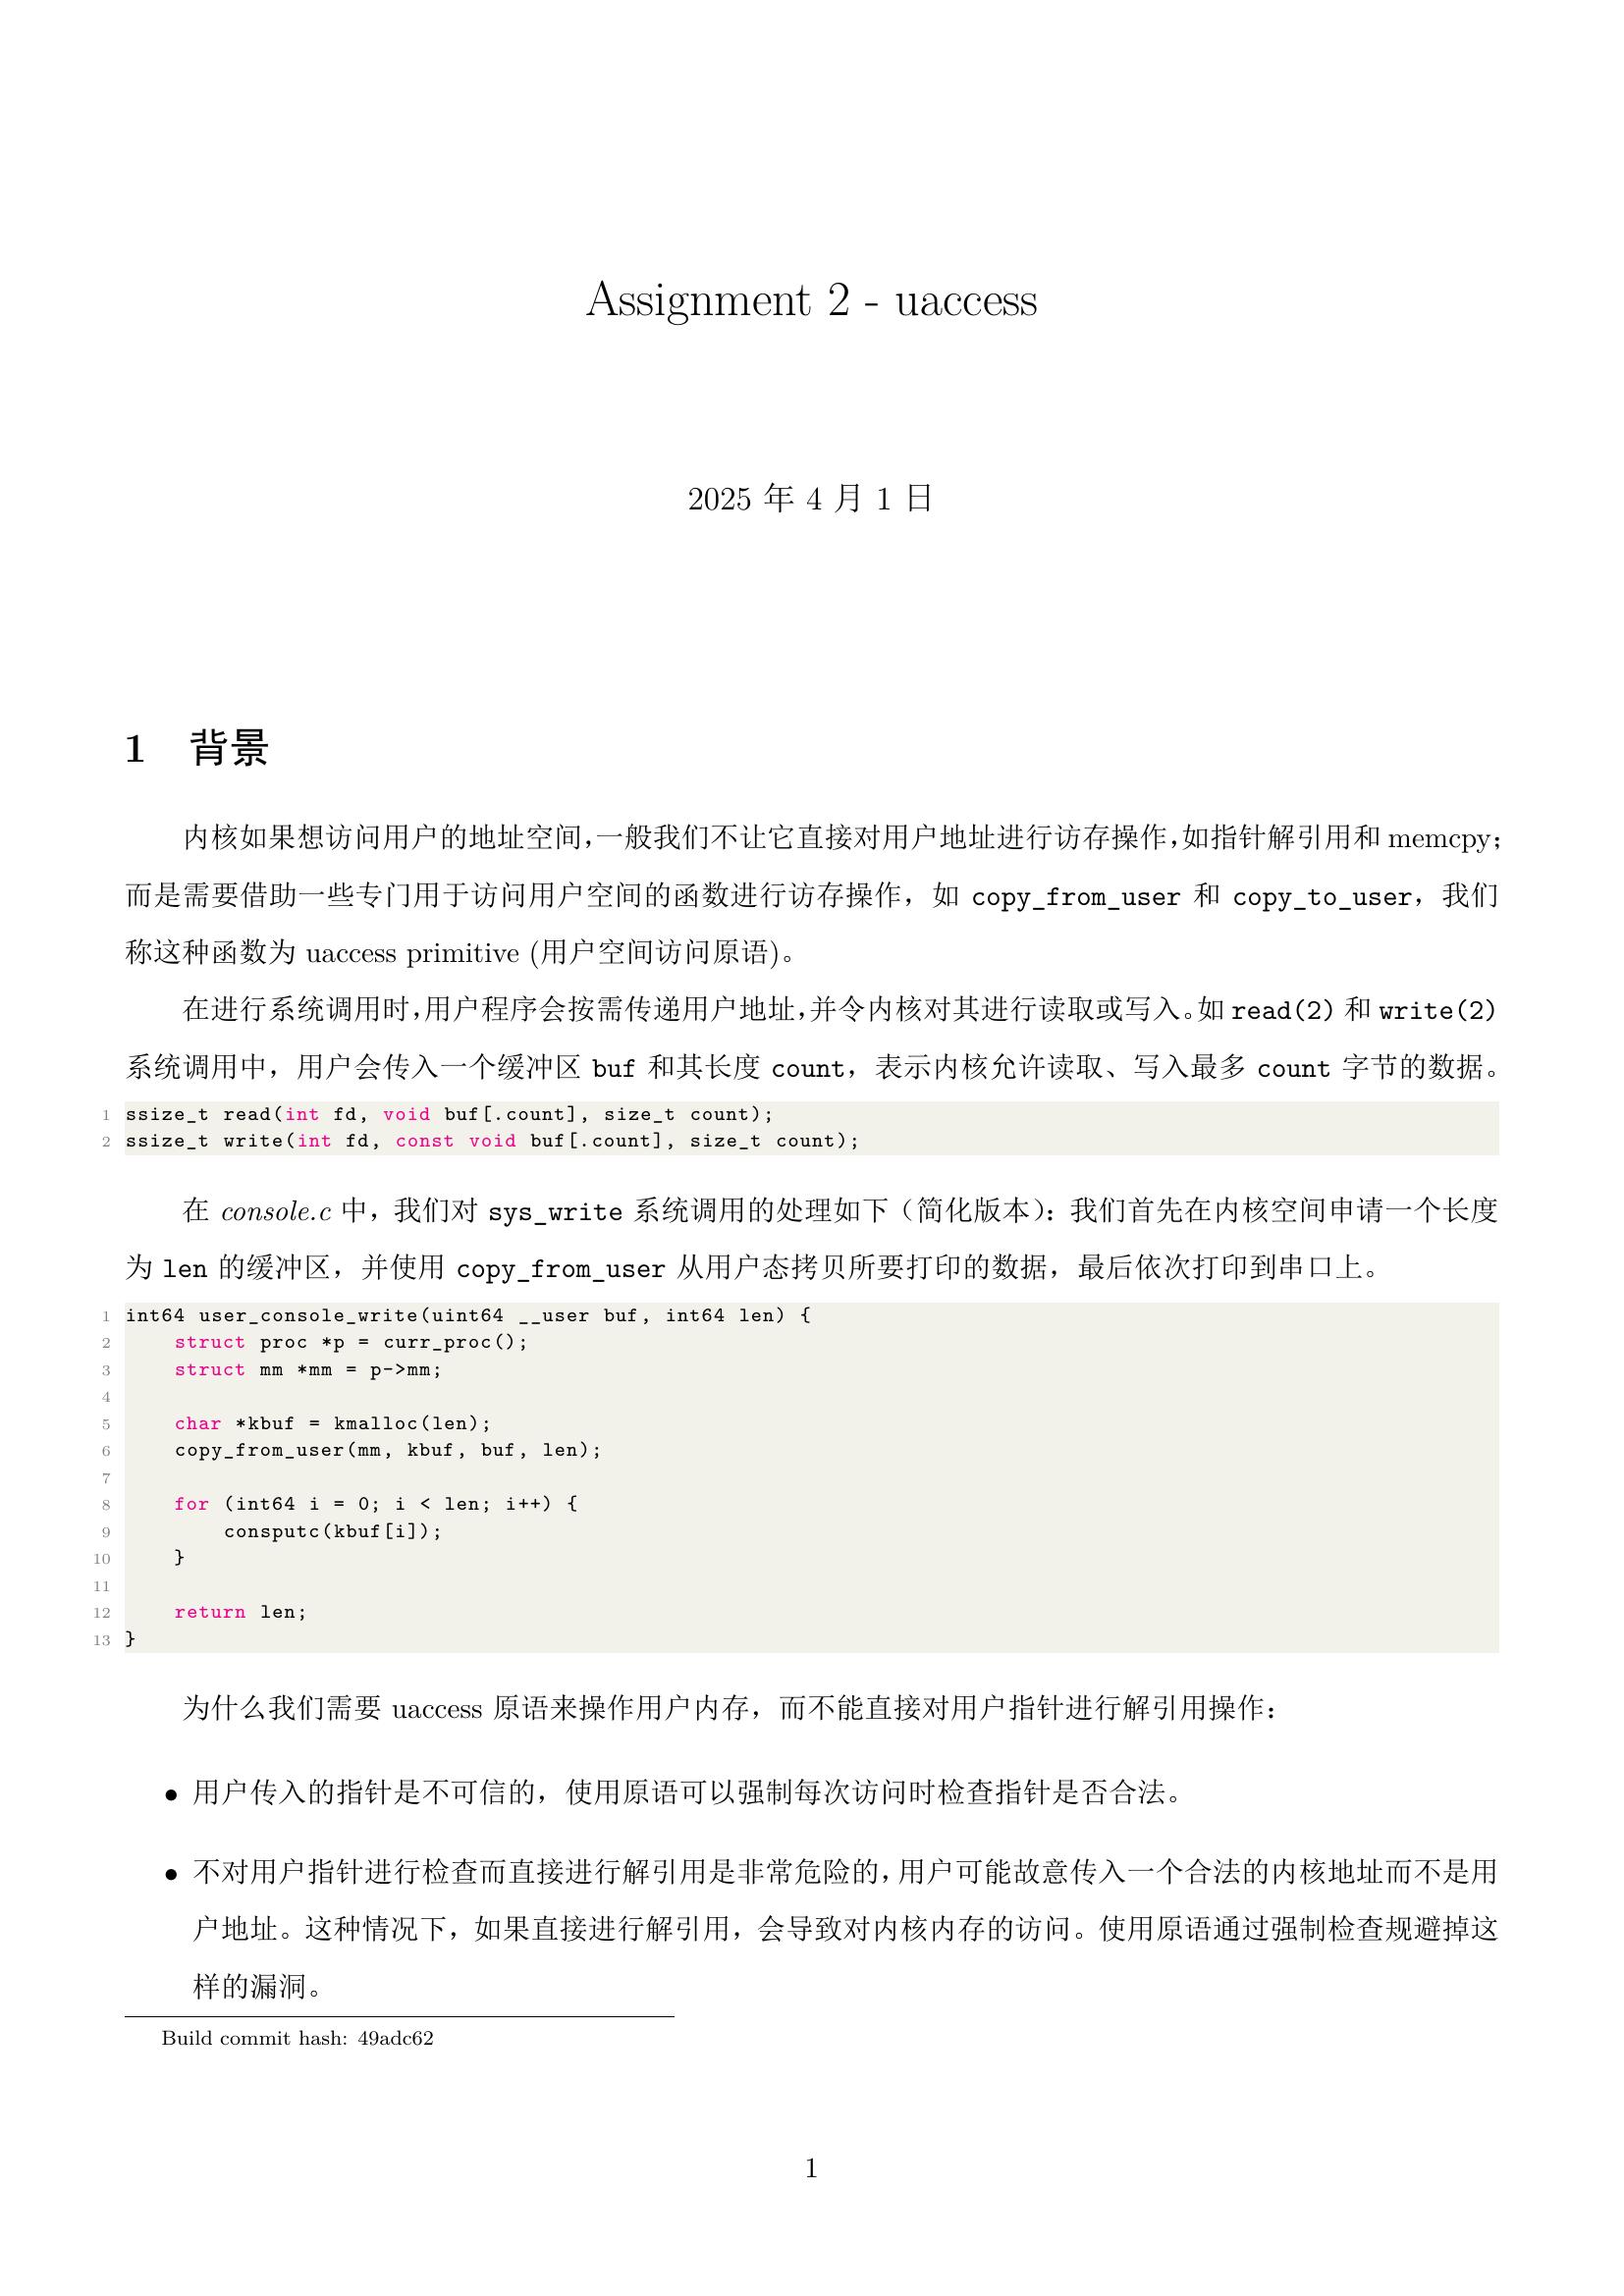 Assignment 2 - uaccess
2025 年 4 月 1 日
1 背景
内核如果想访问用户的地址空间，一般我们不让它直接对用户地址进行访存操作，如指针解引用和 memcpy；
而是需要借助一些专门用于访问用户空间的函数进行访存操作，如 copy_from_user 和 copy_to_user，我们
称这种函数为 uaccess primitive (用户空间访问原语)。
在进行系统调用时，用户程序会按需传递用户地址，并令内核对其进行读取或写入。如 read(2) 和 write(2)
系统调用中，用户会传入一个缓冲区 buf 和其长度 count，表示内核允许读取、写入最多 count 字节的数据。
1 ssize_t read(int fd, void buf[.count], size_t count);
2 ssize_t write(int fd, const void buf[.count], size_t count);
在 console.c 中，我们对 sys_write 系统调用的处理如下（简化版本）：我们首先在内核空间申请一个长度
为 len 的缓冲区，并使用 copy_from_user 从用户态拷贝所要打印的数据，最后依次打印到串口上。
1 int64 user_console_write(uint64 __user buf, int64 len) {
2     struct proc *p = curr_proc();
3     struct mm *mm = p->mm;
4
5     char *kbuf = kmalloc(len);
6     copy_from_user(mm, kbuf, buf, len);
7
8     for (int64 i = 0; i < len; i++) {
9         consputc(kbuf[i]);
10     }
11
12     return len;
13 }
为什么我们需要 uaccess 原语来操作用户内存，而不能直接对用户指针进行解引用操作：
• 用户传入的指针是不可信的，使用原语可以强制每次访问时检查指针是否合法。
• 不对用户指针进行检查而直接进行解引用是非常危险的，用户可能故意传入一个合法的内核地址而不是用
户地址。这种情况下，如果直接进行解引用，会导致对内核内存的访问。使用原语通过强制检查规避掉这
样的漏洞。
Build commit hash: 49adc62
1